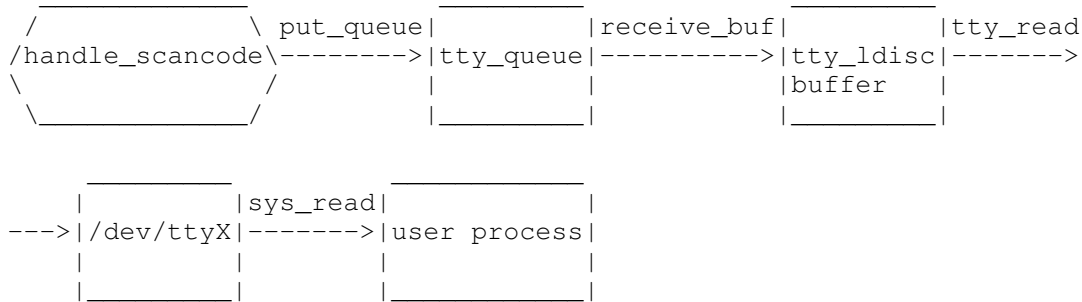 put_queue receive_buf tty_read
handle_scancode tty_queue tty_ldisc
buffer
sys_read
/dev/ttyX user process